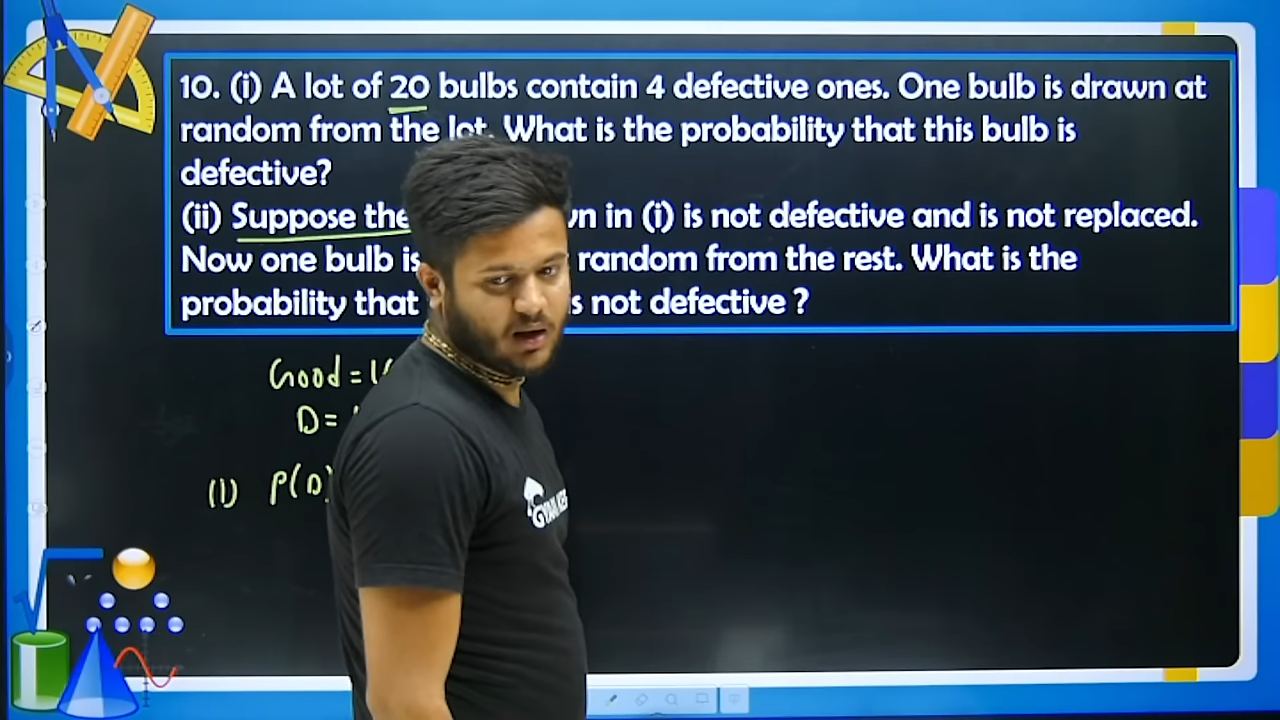 10. (i) A lot of 20 bulbs contain 4 defective ones. One bulb is drawn at
random from the lot. What is the probability that this bulb is
defective?
(ii) Suppose the in (i) is not defective and is not replaced.
Now one bulb is random from the rest. What is the
probability that not defective ?
Good =
D =
(1) P(D)